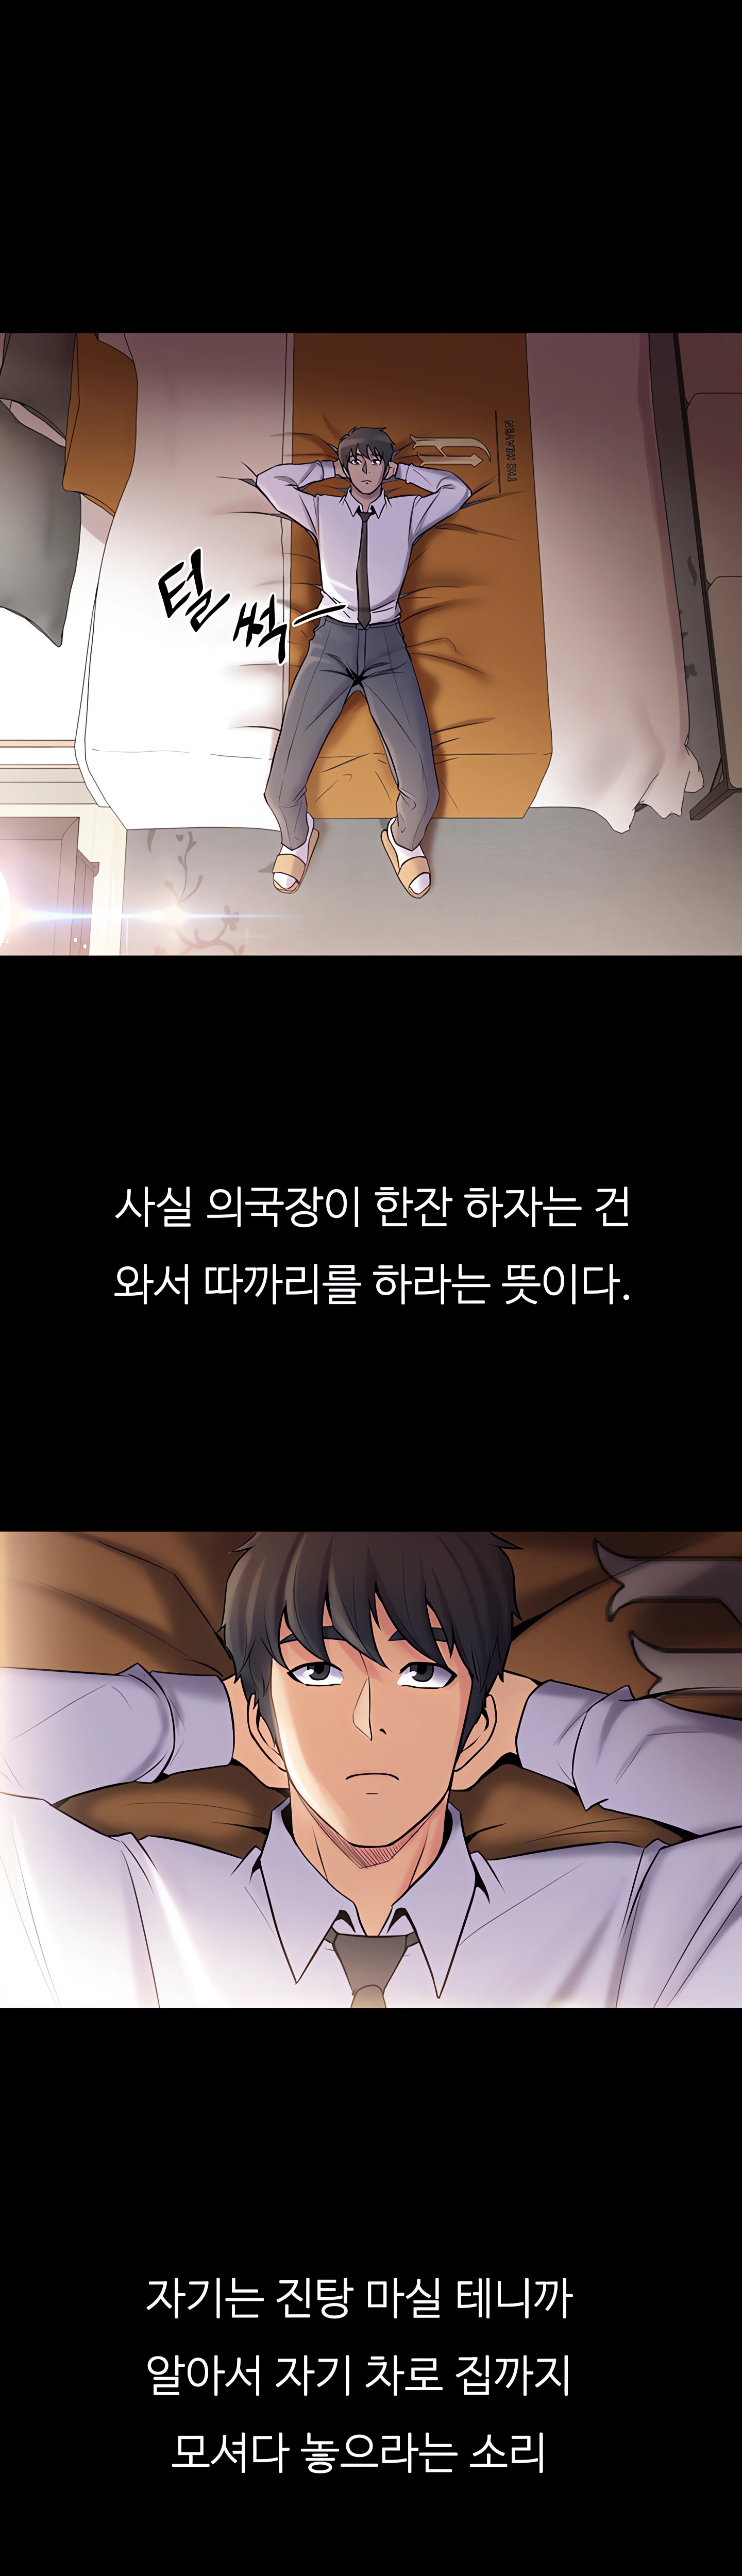 THE HEAVEN
털썩
사실 의국장이 한잔 하자는 건
와서 따까리를 하라는 뜻이다.
자기는 진탕 마실 테니까
알아서 자기 차로 집까지
모셔다 놓으라는 소리